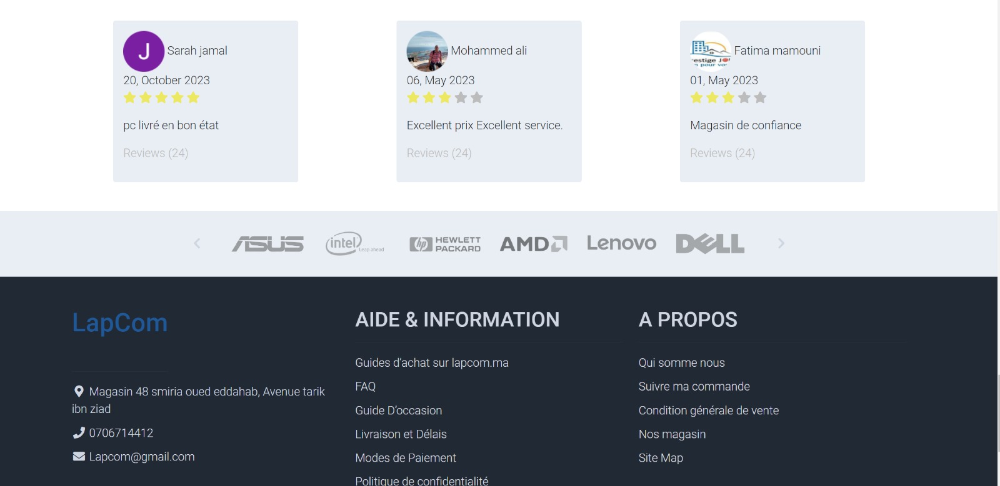 J
Sarah jamal
20, October 2023
pc livré en bon état
Reviews (24)
Mohammed ali
06, May 2023
Excellent prix Excellent service.
Reviews (24)
Fatima mamouni
01, May 2023
Magasin de confiance
Reviews (24)
ASUS
intel
Leap ahead
hp HEWLETT
PACKARD
AMD
Lenovo
DELL
LapCom
Magasin 48 smiria oued eddahab, Avenue tarik
ibn ziad
0706714412
Lapcom@gmail.com
AIDE & INFORMATION
Guides d’achat sur lapcom.ma
FAQ
Guide D’occasion
Livraison et Délais
Modes de Paiement
Politique de confidentialité
A PROPOS
Qui somme nous
Suivre ma commande
Condition générale de vente
Nos magasin
Site Map